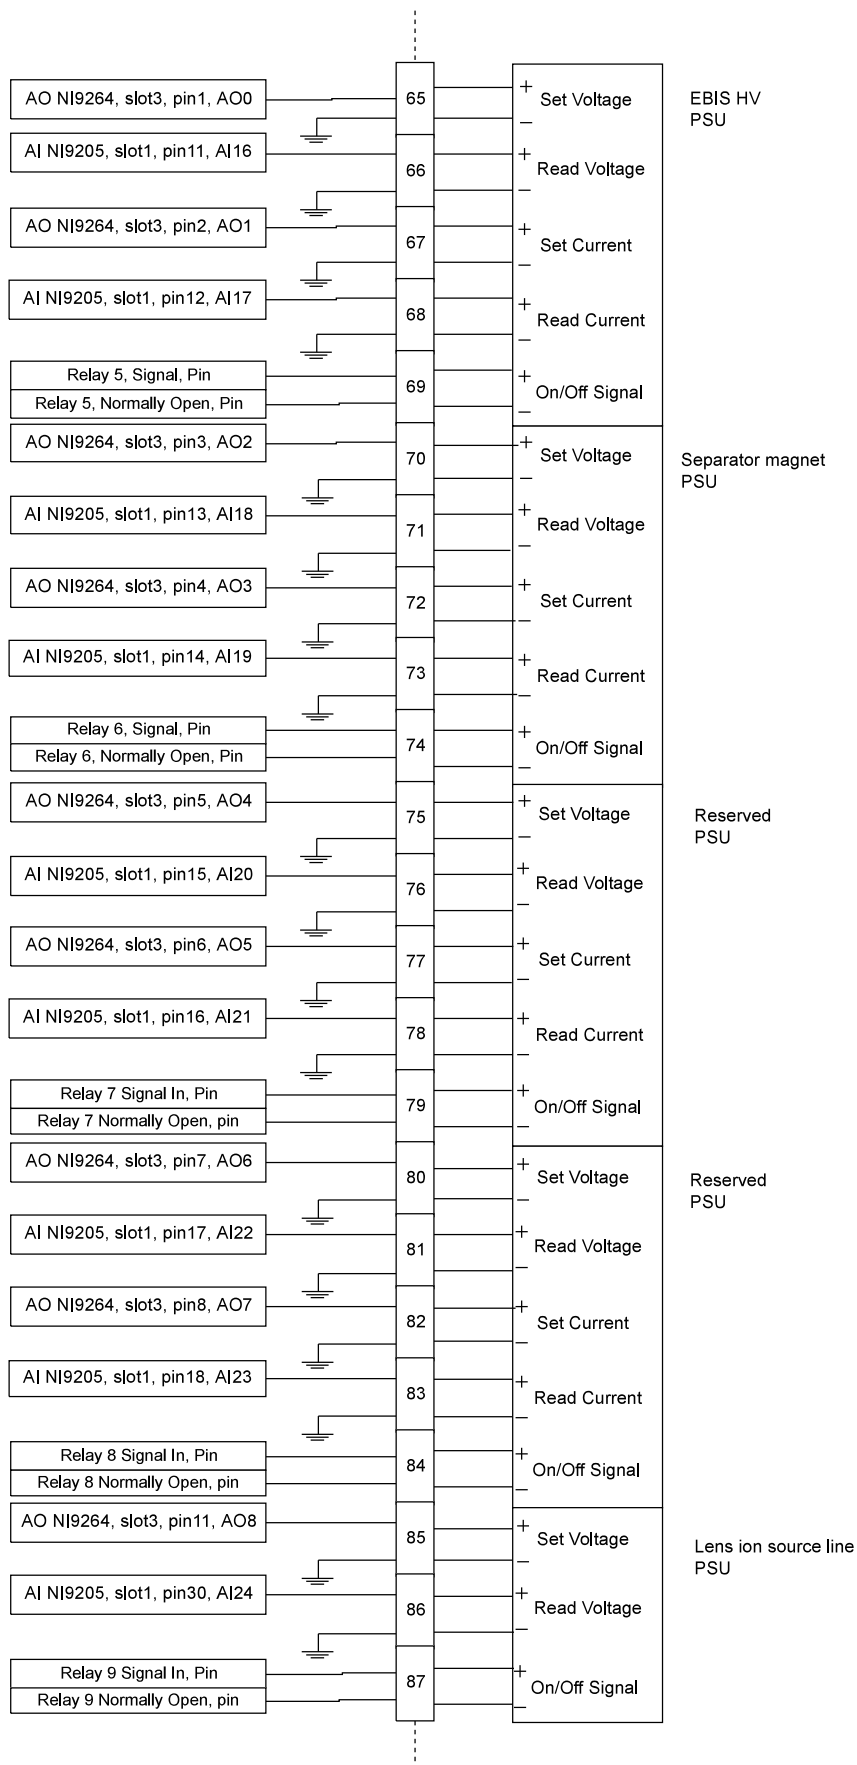 AO NI9264, slot3, pin1, AO0
65
+
Set Voltage
–
EBIS HV
PSU
AI NI9205, slot1, pin11, AI16
66
+
Read Voltage
–
AO NI9264, slot3, pin2, AO1
67
+
Set Current
–
AI NI9205, slot1, pin12, AI17
68
+
Read Current
–
Relay 5, Signal, Pin
Relay 5, Normally Open, Pin
69
+
On/Off Signal
–
AO NI9264, slot3, pin3, AO2
70
+
Set Voltage
–
Separator magnet
PSU
AI NI9205, slot1, pin13, AI18
71
+
Read Voltage
–
AO NI9264, slot3, pin4, AO3
72
+
Set Current
–
AI NI9205, slot1, pin14, AI19
73
+
Read Current
–
Relay 6, Signal, Pin
Relay 6, Normally Open, Pin
74
+
On/Off Signal
–
AO NI9264, slot3, pin5, AO4
75
+
Set Voltage
–
Reserved
PSU
AI NI9205, slot1, pin15, AI20
76
+
Read Voltage
–
AO NI9264, slot3, pin6, AO5
77
+
Set Current
–
AI NI9205, slot1, pin16, AI21
78
+
Read Current
–
Relay 7 Signal In, Pin
Relay 7 Normally Open, pin
79
+
On/Off Signal
–
AO NI9264, slot3, pin7, AO6
80
+
Set Voltage
–
Reserved
PSU
AI NI9205, slot1, pin17, AI22
81
+
Read Voltage
–
AO NI9264, slot3, pin8, AO7
82
+
Set Current
–
AI NI9205, slot1, pin18, AI23
83
+
Read Current
–
Relay 8 Signal In, Pin
Relay 8 Normally Open, pin
84
+
On/Off Signal
–
AO NI9264, slot3, pin11, AO8
85
+
Set Voltage
–
Lens ion source line
PSU
AI NI9205, slot1, pin30, AI24
86
+
Read Voltage
–
Relay 9 Signal In, Pin
Relay 9 Normally Open, pin
87
+
On/Off Signal
–